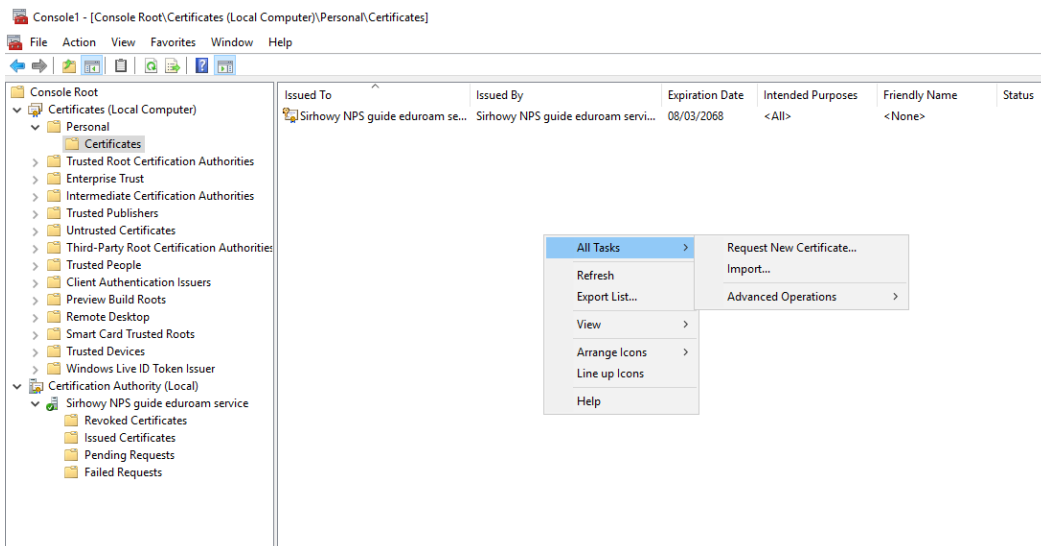 Console1 - [Console Root\Certificates (Local Computer)\Personal\Certificates]
File Action View Favorites Window Help
Console Root
Certificates (Local Computer)
Personal
Certificates
Trusted Root Certification Authorities
Enterprise Trust
Intermediate Certification Authorities
Trusted Publishers
Untrusted Certificates
Third-Party Root Certification Authorities
Trusted People
Client Authentication Issuers
Preview Build Roots
Remote Desktop
Smart Card Trusted Roots
Trusted Devices
Windows Live ID Token Issuer
Certification Authority (Local)
Sirhowy NPS guide eduroam service
Revoked Certificates
Issued Certificates
Pending Requests
Failed Requests
Issued To Issued By Expiration Date Intended Purposes Friendly Name Status
Sirhowy NPS guide eduroam se... Sirhowy NPS guide eduroam servi... 08/03/2068 <All> <None>
All Tasks
Refresh
Export List...
View
Arrange Icons
Line up Icons
Help
Request New Certificate...
Import...
Advanced Operations